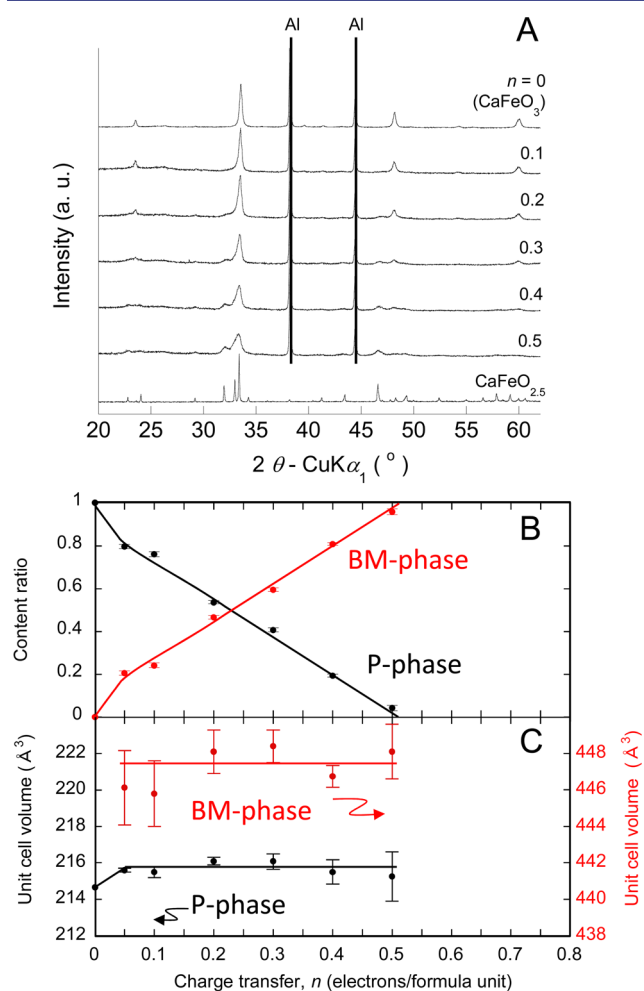 Al Al
A
n = 0
(CaFeO3)
0.1
0.2
0.3
0.4
0.5
CaFeO2.5
Intensity (a. u.)
20 25 30 35 40 45 50 55 60
2 θ - CuKα1 ( ° )
B
1
0.8
0.6
0.4
0.2
0
Content ratio
BM-phase
P-phase
C
222
220
218
216
214
212
Unit cell volume (Å3)
448
446
444
442
440
438
Unit cell volume (Å3)
BM-phase
P-phase
0 0.1 0.2 0.3 0.4 0.5 0.6 0.7 0.8
Charge transfer, n (electrons/formula unit)